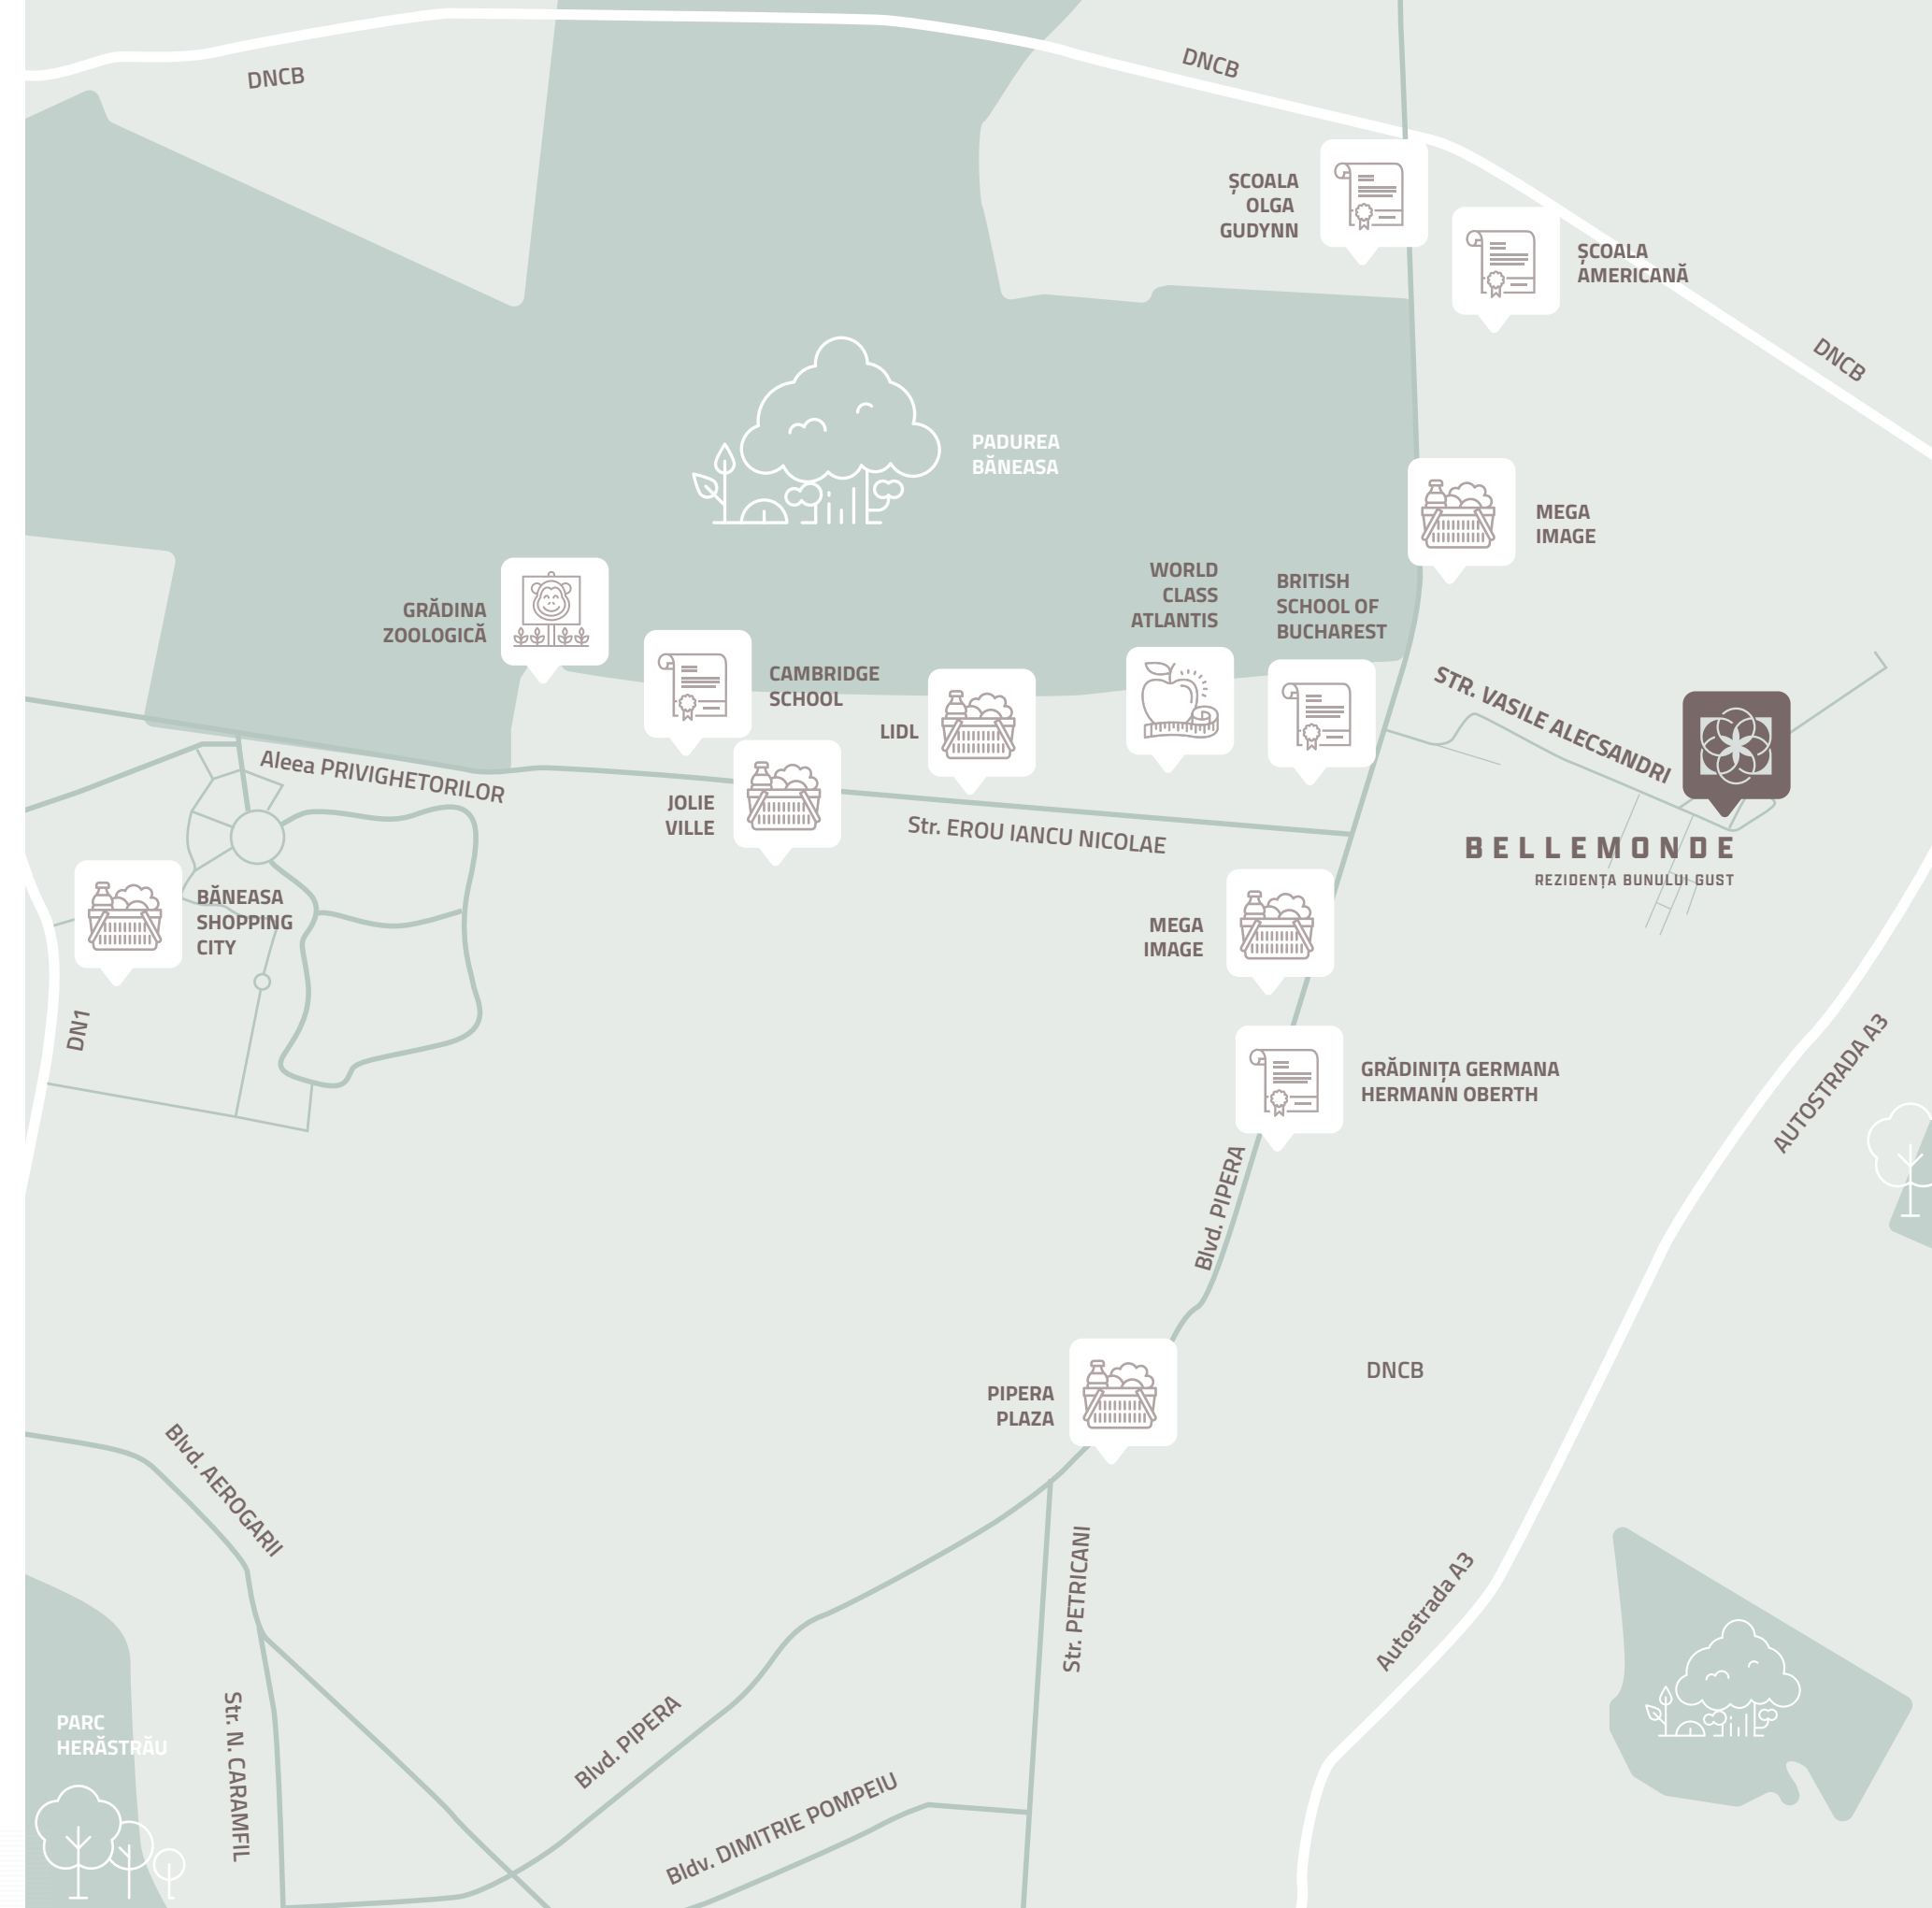 DNCB
DNCB
ȘCOALA
OLGA
GUDYNN
ȘCOALA
AMERICANĂ
DNCB
PADUREA
BĂNEASA
MEGA
IMAGE
WORLD
CLASS
ATLANTIS
BRITISH
SCHOOL OF
BUCHAREST
GRĂDINA
ZOOLOGICĂ
CAMBRIDGE
SCHOOL
LIDL
STR. VASILE ALECSANDRI
Aleea PRIVIGHETORILOR
JOLIE
VILLE
Str. EROU IANCU NICOLAE
BELLEMONDE
REZIDENȚA BUNULUI GUST
BĂNEASA
SHOPPING
CITY
MEGA
IMAGE
DN1
GRĂDINIȚA GERMANA
HERMANN OBERTH
AUTOSTRADA A3
Blvd. PIPERA
PIPERA
PLAZA
DNCB
Blvd. AEROGARII
Str. PETRICANI
Autostrada A3
PARC
HERĂSTRĂU
Str. N. CARAMFIL
Blvd. PIPERA
Bldv. DIMITRIE POMPEIU